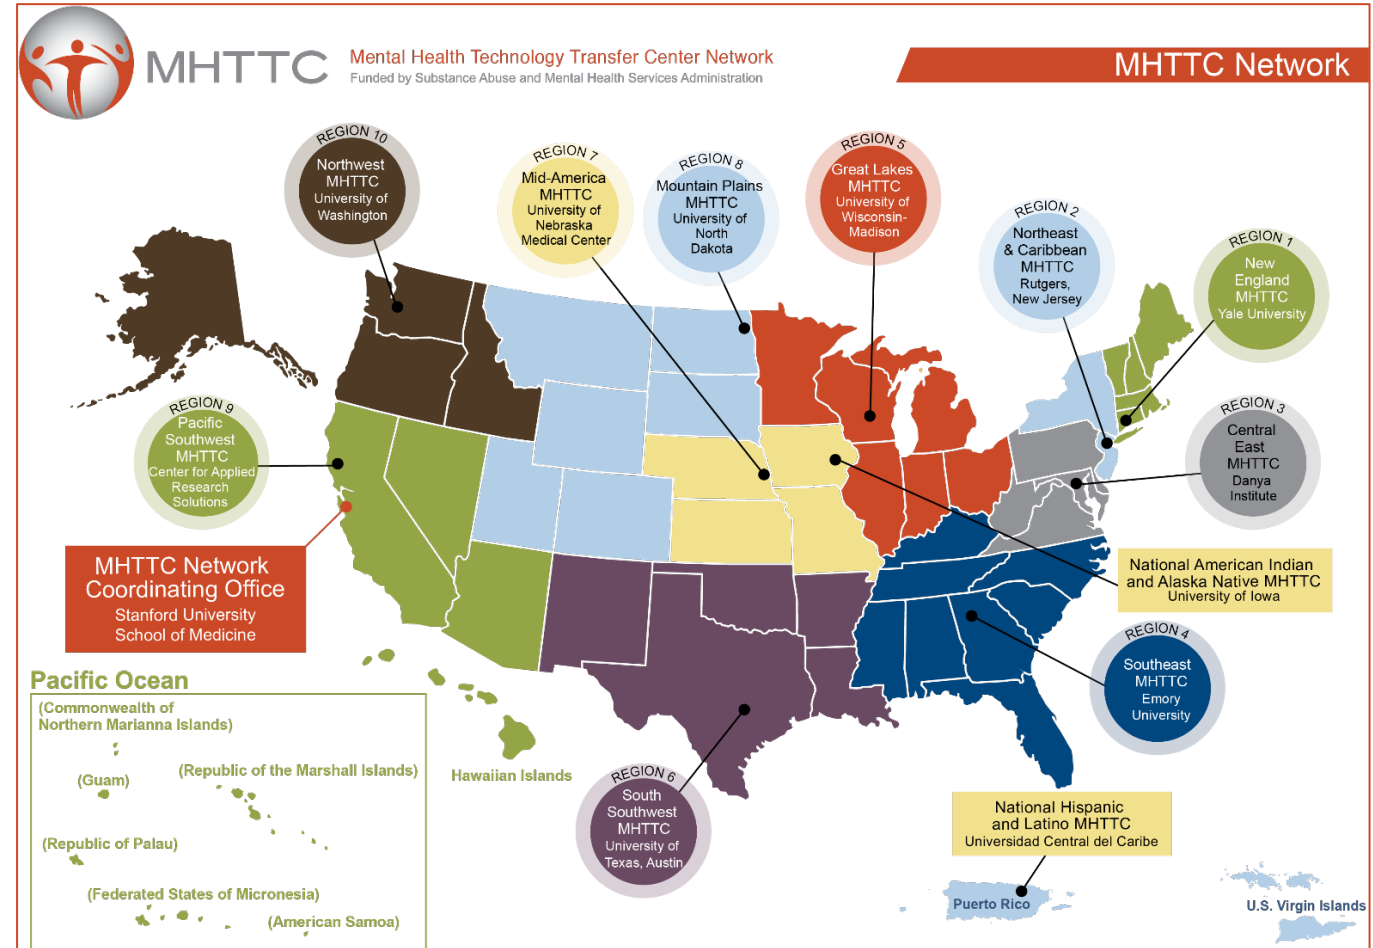 MHTTC
Mental Health Technology Transfer Center Network
Funded by Substance Abuse and Mental Health Services Administration
MHTTC Network
REGION 10
Northwest
MHTTC
University of
Washington
REGION 7
Mid-America
MHTTC
University of
Nebraska
Medical Center
REGION 8
Mountain Plains
MHTTC
University of
North
Dakota
REGION 5
Great Lakes
MHTTC
University of
Wisconsin-
Madison
REGION 2
Northeast
& Caribbean
MHTTC
Rutgers,
New Jersey
REGION 1
New
England
MHTTC
Yale University
REGION 9
Pacific
Southwest
MHTTC
Center for Applied
Research
Solutions
REGION 3
Central
East
MHTTC
Danya
Institute
MHTTC Network
Coordinating Office
Stanford University
School of Medicine
National American Indian
and Alaska Native MHTTC
University of Iowa
REGION 4
Southeast
MHTTC
Emory
University
Pacific Ocean
(Commonwealth of
Northern Marianna Islands)
(Guam)
(Republic of the Marshall Islands)
(Republic of Palau)
(Federated States of Micronesia)
(American Samoa)
Hawaiian Islands
REGION 6
South
Southwest
MHTTC
University of
Texas, Austin
National Hispanic
and Latino MHTTC
Universidad Central del Caribe
Puerto Rico
U.S. Virgin Islands